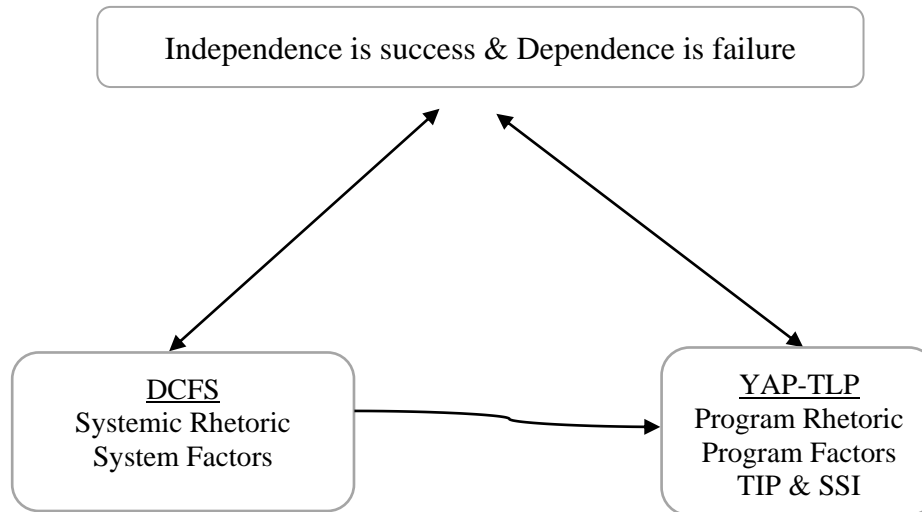 Independence is success & Dependence is failure
DCFS
Systemic Rhetoric
System Factors
YAP-TLP
Program Rhetoric
Program Factors
TIP & SSI